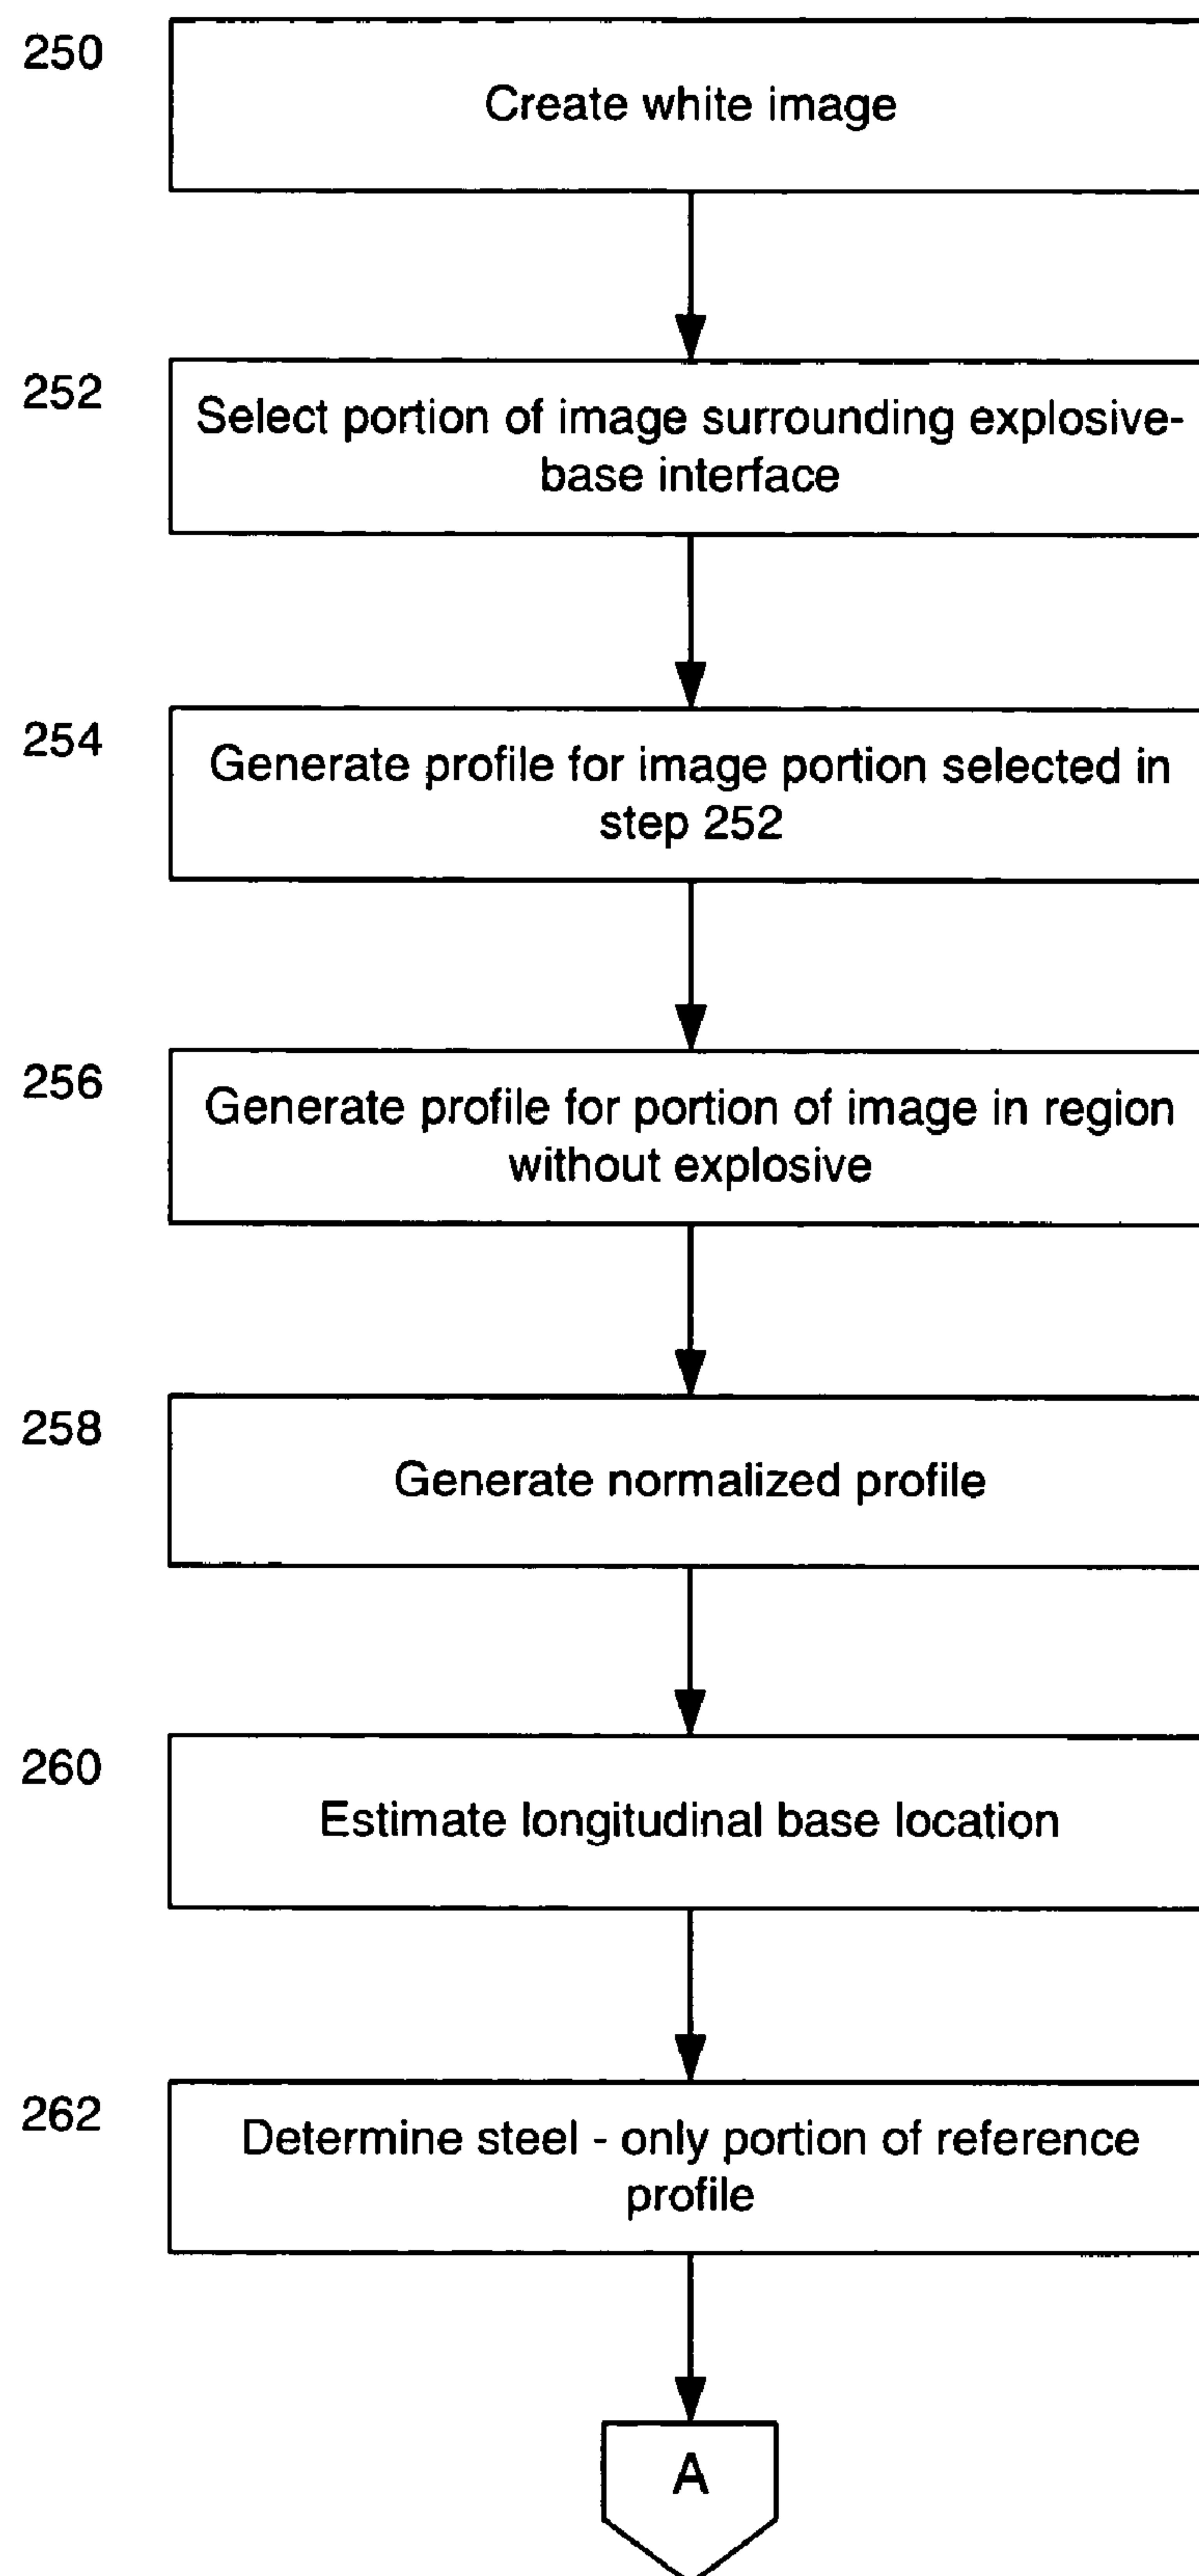 250
Create white image
252
Select portion of image surrounding explosive-
base interface
254
Generate profile for image portion selected in
step 252
256
Generate profile for portion of image in region
without explosive
258
Generate normalized profile
260
Estimate longitudinal base location
262
Determine steel - only portion of reference
profile
A